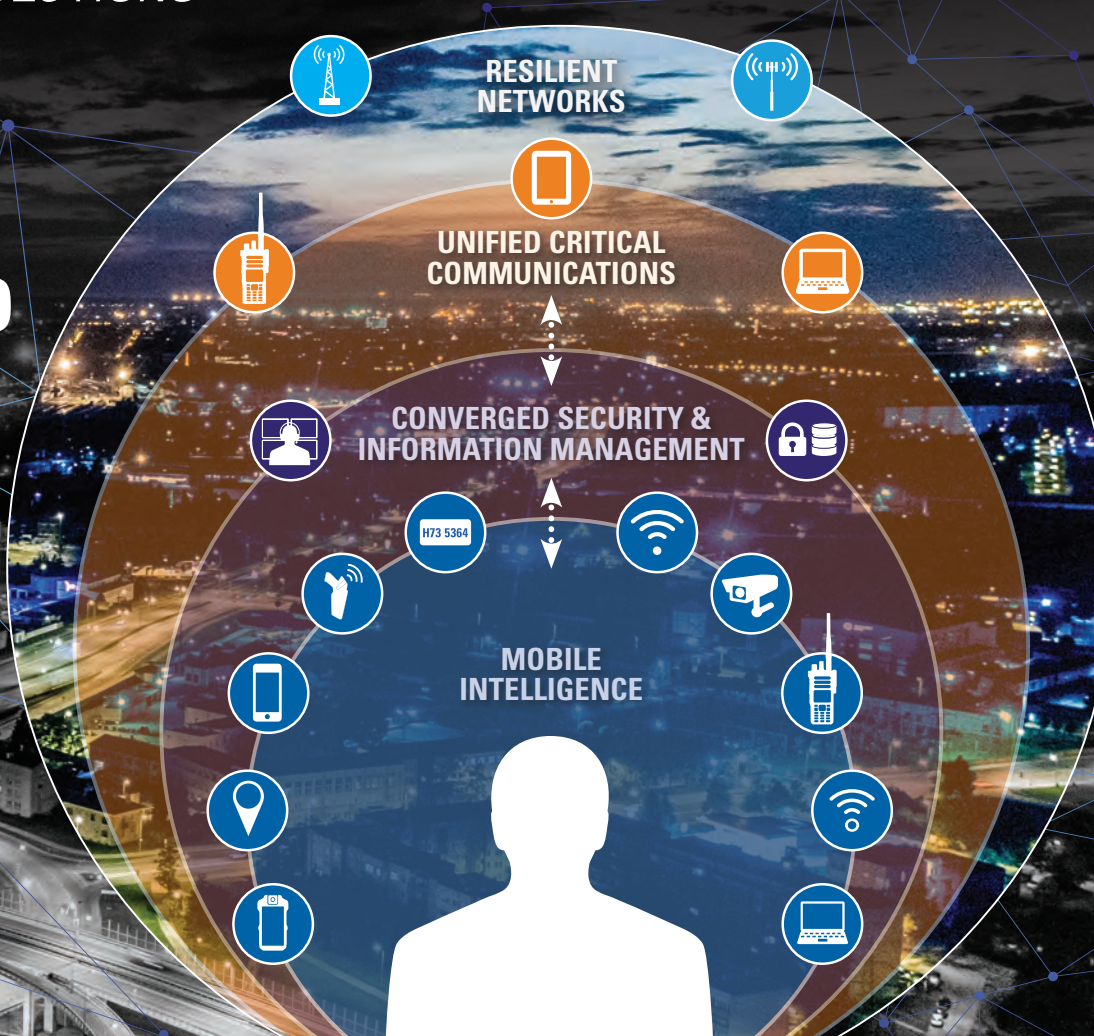 RESILIENT
NETWORKS
UNIFIED CRITICAL
COMMUNICATIONS
CONVERGED SECURITY &
INFORMATION MANAGEMENT
H73 5364
MOBILE
INTELLIGENCE